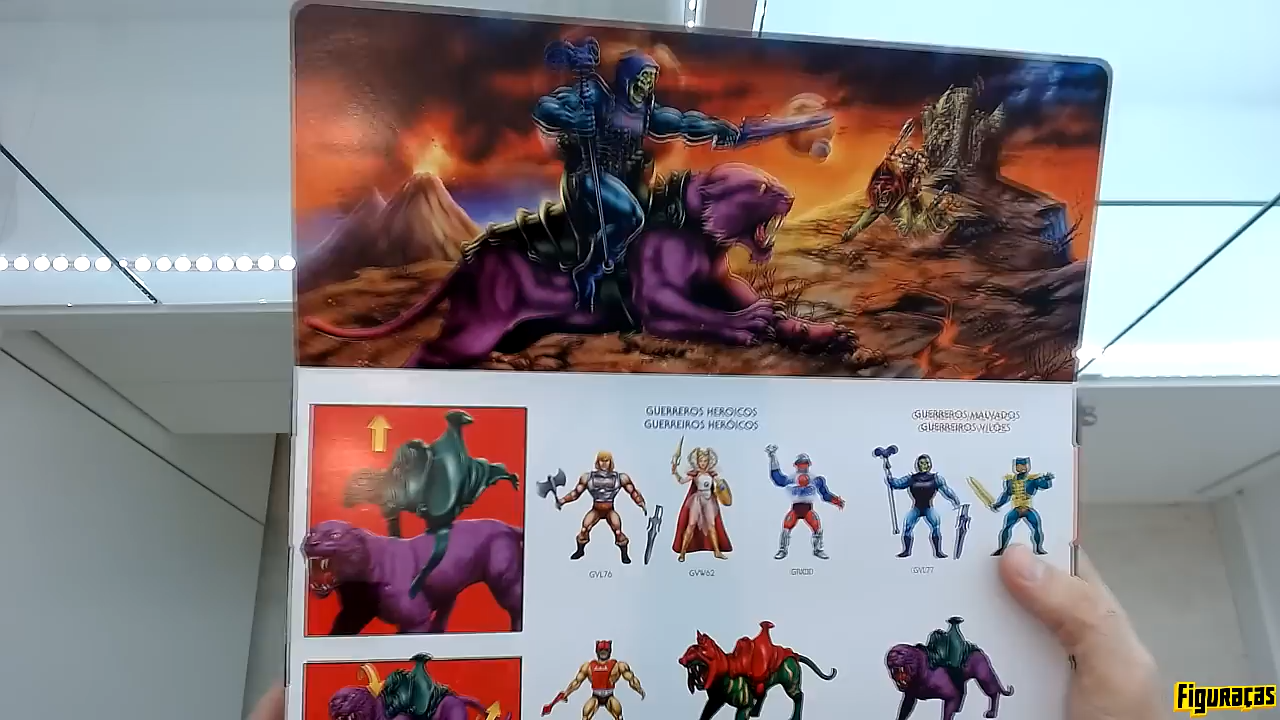 GUERREROS HEROICOS
GUERREIROS HERÓICOS
GUERREROS MALVADOS
GUERREIROS VILÕES
GVL76
GVW62
GVL77
Figuraças